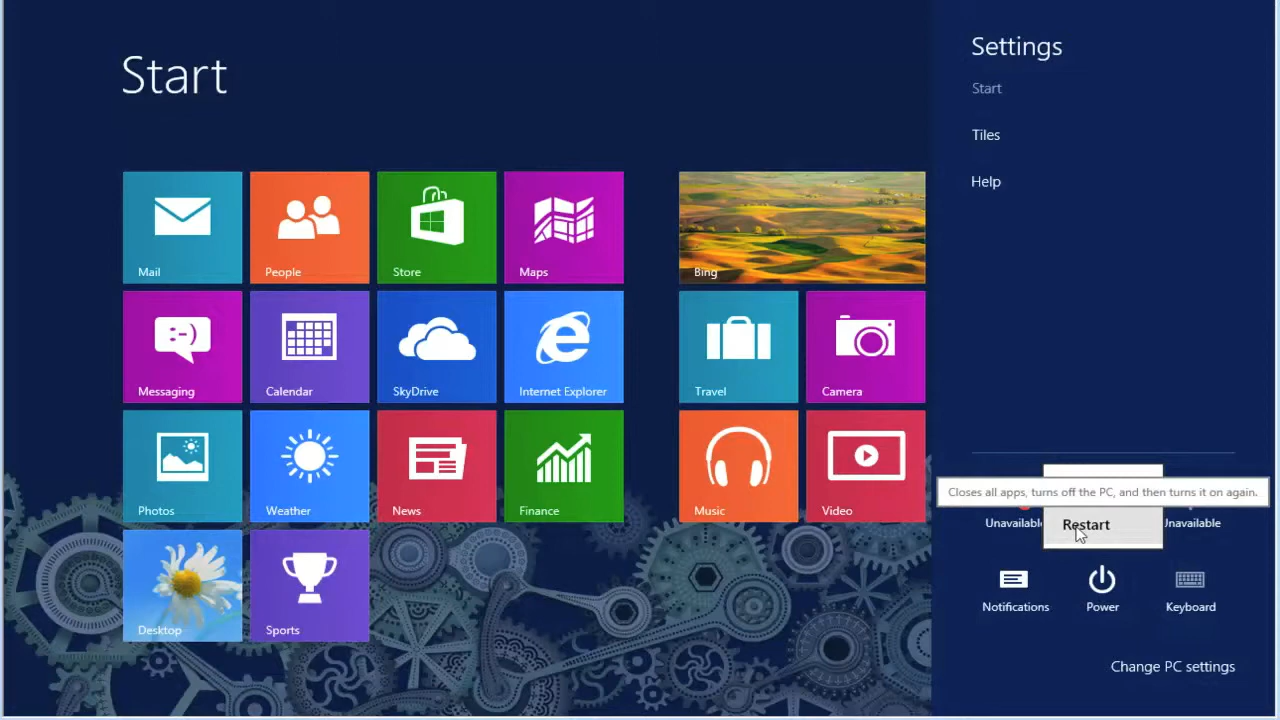 Start
Mail
People
Store
Maps
Bing
Messaging
Calendar
SkyDrive
Internet Explorer
Travel
Camera
Photos
Weather
News
Finance
Music
Video
Desktop
Sports
Settings
Start
Tiles
Help
Closes all apps, turns off the PC, and then turns it on again.
Unavailable
Restart
Unavailable
Notifications
Power
Keyboard
Change PC settings